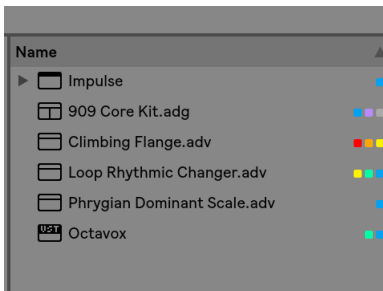 Name
Impulse
909 Core Kit.adg
Climbing Flange.adv
Loop Rhythmic Changer.adv
Phrygian Dominant Scale.adv
VST Octavox